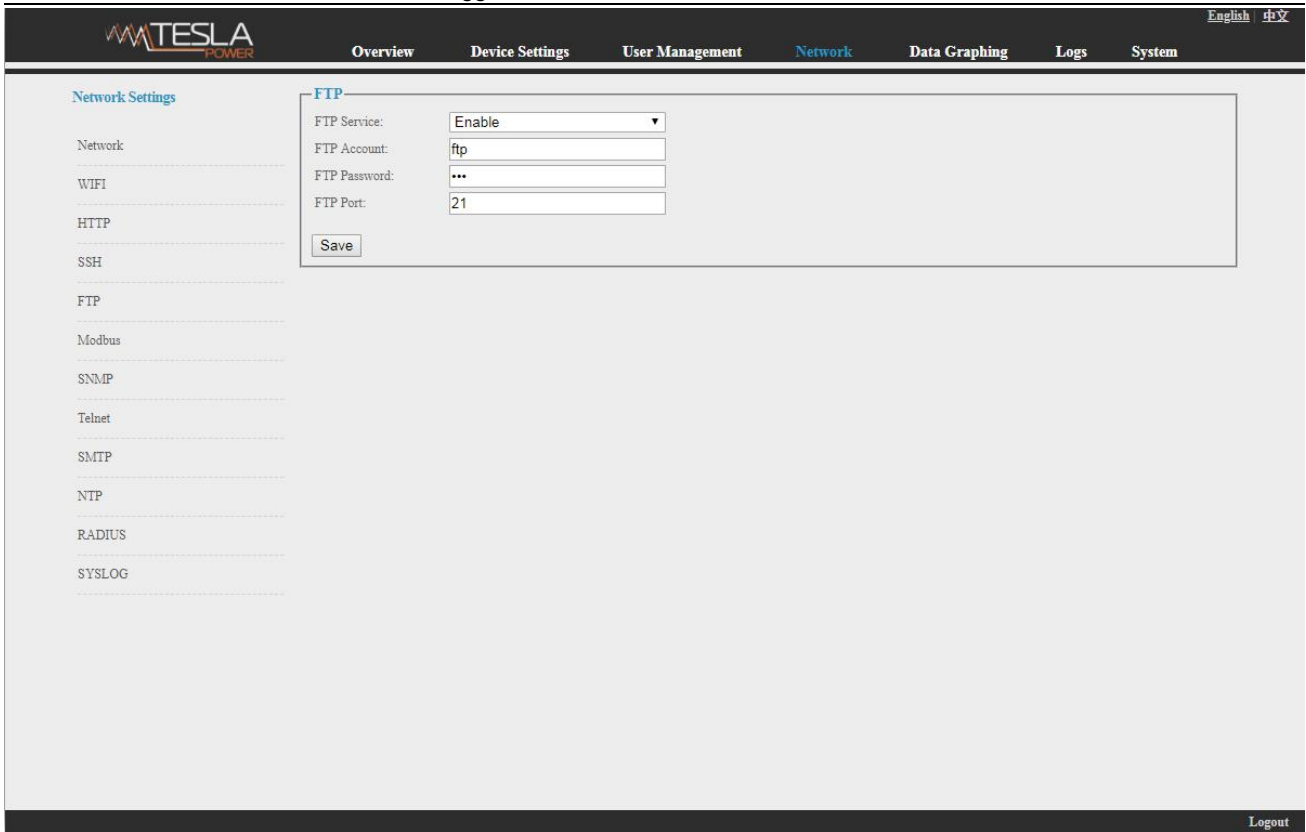 gg
English | 中文
TESLA
POWER
Overview Device Settings User Management Network Data Graphing Logs System
Network Settings
Network
WIFI
HTTP
SSH
FTP
Modbus
SNMP
Telnet
SMTP
NTP
RADIUS
SYSLOG
FTP
FTP Service: Enable
FTP Account: ftp
FTP Password: •••
FTP Port: 21
Save
Logout